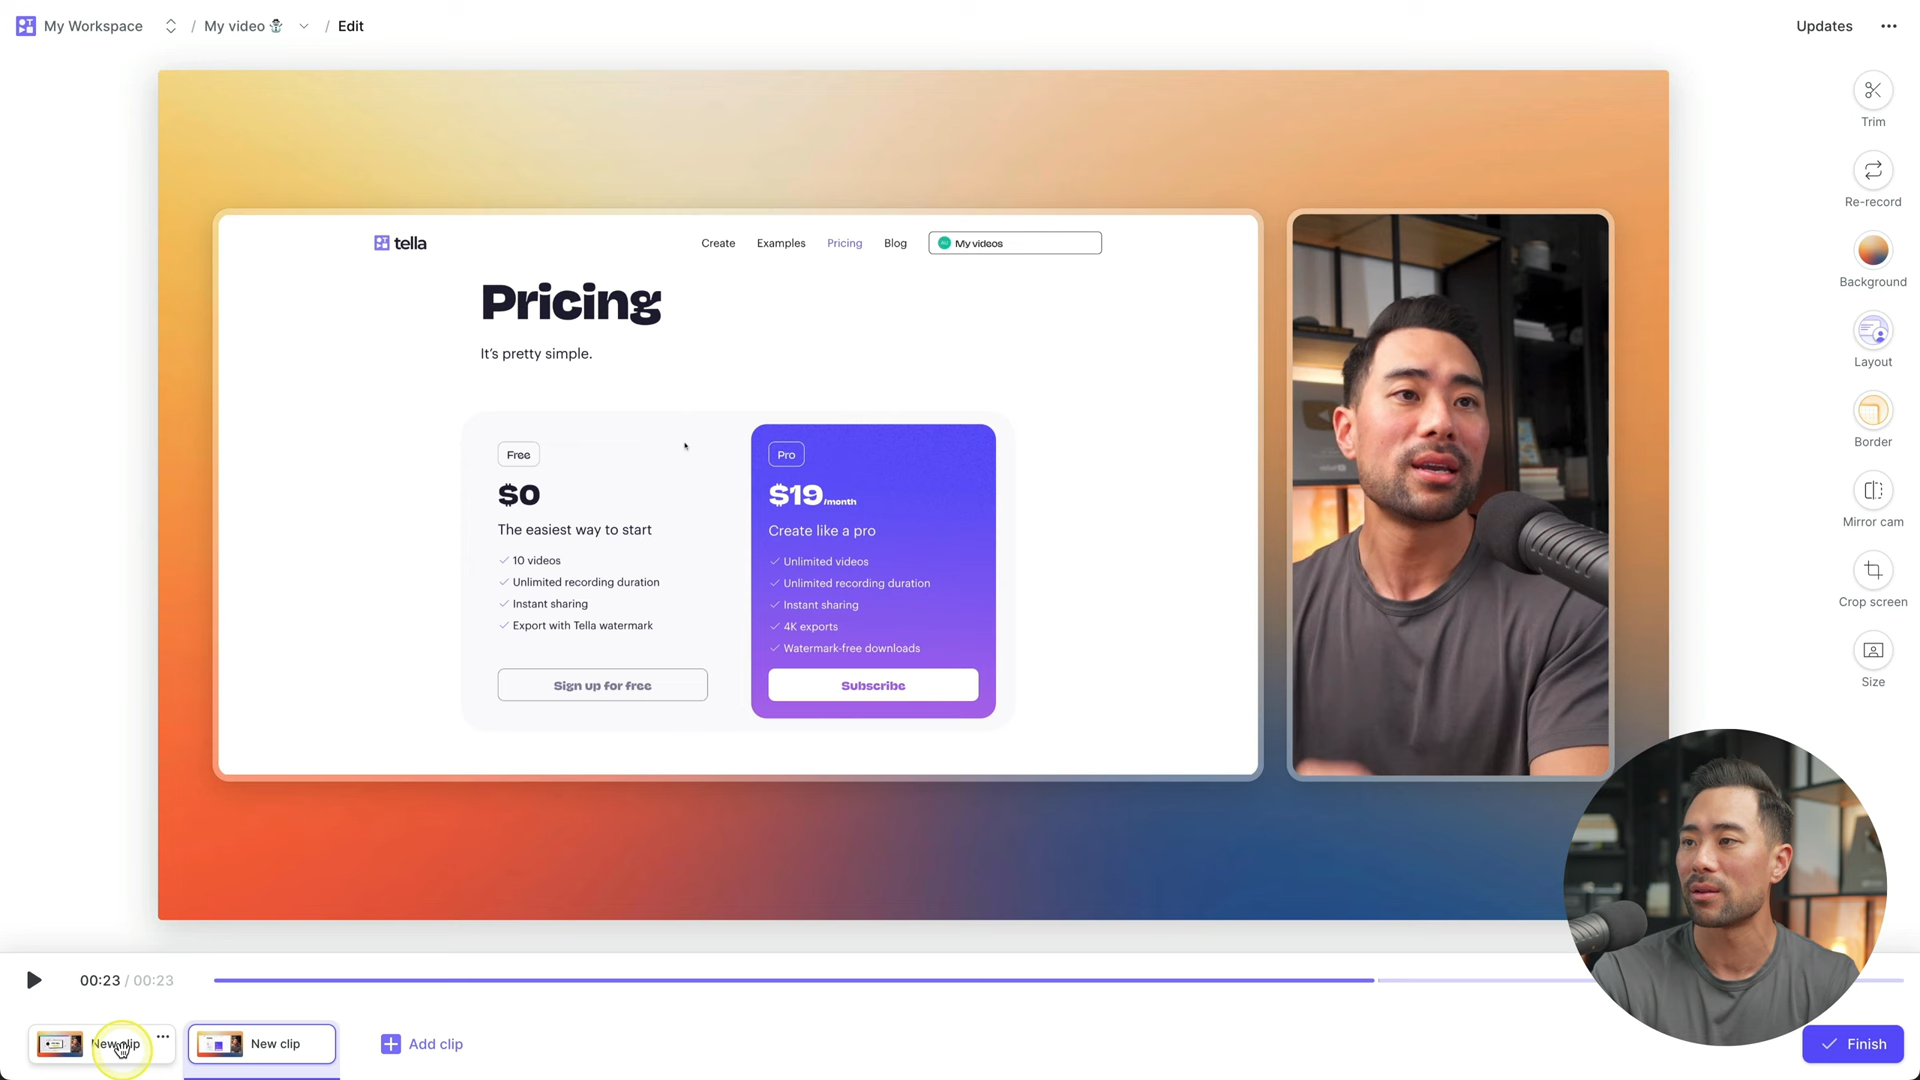 My Workspace / My video / Edit
Updates
tella
Create Examples Pricing Blog My videos
Pricing
It's pretty simple.
Free
$0
The easiest way to start
10 videos
Unlimited recording duration
Instant sharing
Export with Tella watermark
Sign up for free
Pro
$19/month
Create like a pro
Unlimited videos
Unlimited recording duration
Instant sharing
4K exports
Watermark-free downloads
Subscribe
Trim
Re-record
Background
Layout
Border
Mirror cam
Crop screen
Size
00:23 / 00:23
New clip
New clip
Add clip
Finish